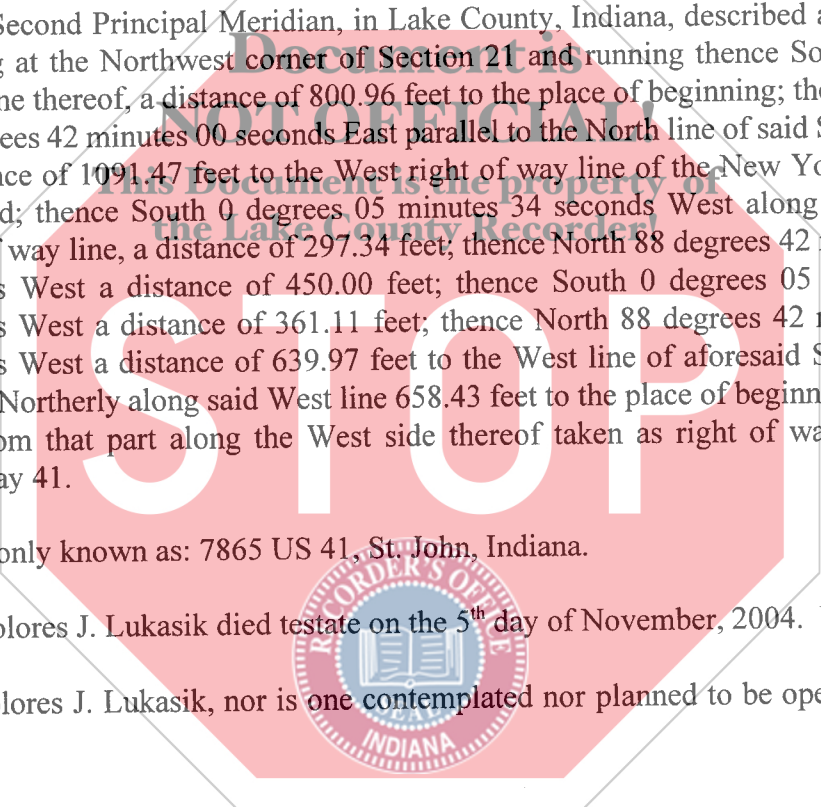 Second Principal Meridian, in Lake County, Indiana, described a
g at the Northwest corner of Section 21 and running thence So
ne thereof, a distance of 800.96 feet to the place of beginning; the
ees 42 minutes 00 seconds East parallel to the North line of said S
nce of 1091.47 feet to the West right of way line of the New Yo
d; thence South 0 degrees 05 minutes 34 seconds West along
f way line, a distance of 297.34 feet; thence North 88 degrees 42
s West a distance of 450.00 feet; thence South 0 degrees 05
s West a distance of 361.11 feet; thence North 88 degrees 42 m
s West a distance of 639.97 feet to the West line of aforesaid S
Northerly along said West line 658.43 feet to the place of beginn
om that part along the West side thereof taken as right of wa
ay 41.
only known as: 7865 US 41, St. John, Indiana.
olores J. Lukasik died testate on the 5th day of November, 2004.
lores J. Lukasik, nor is one contemplated nor planned to be ope
Document is
NOT OFFICIAL!
This Document is the property of
the Lake County Recorder!
STOP
RECORDER'S OFFICE
SEAL
INDIANA